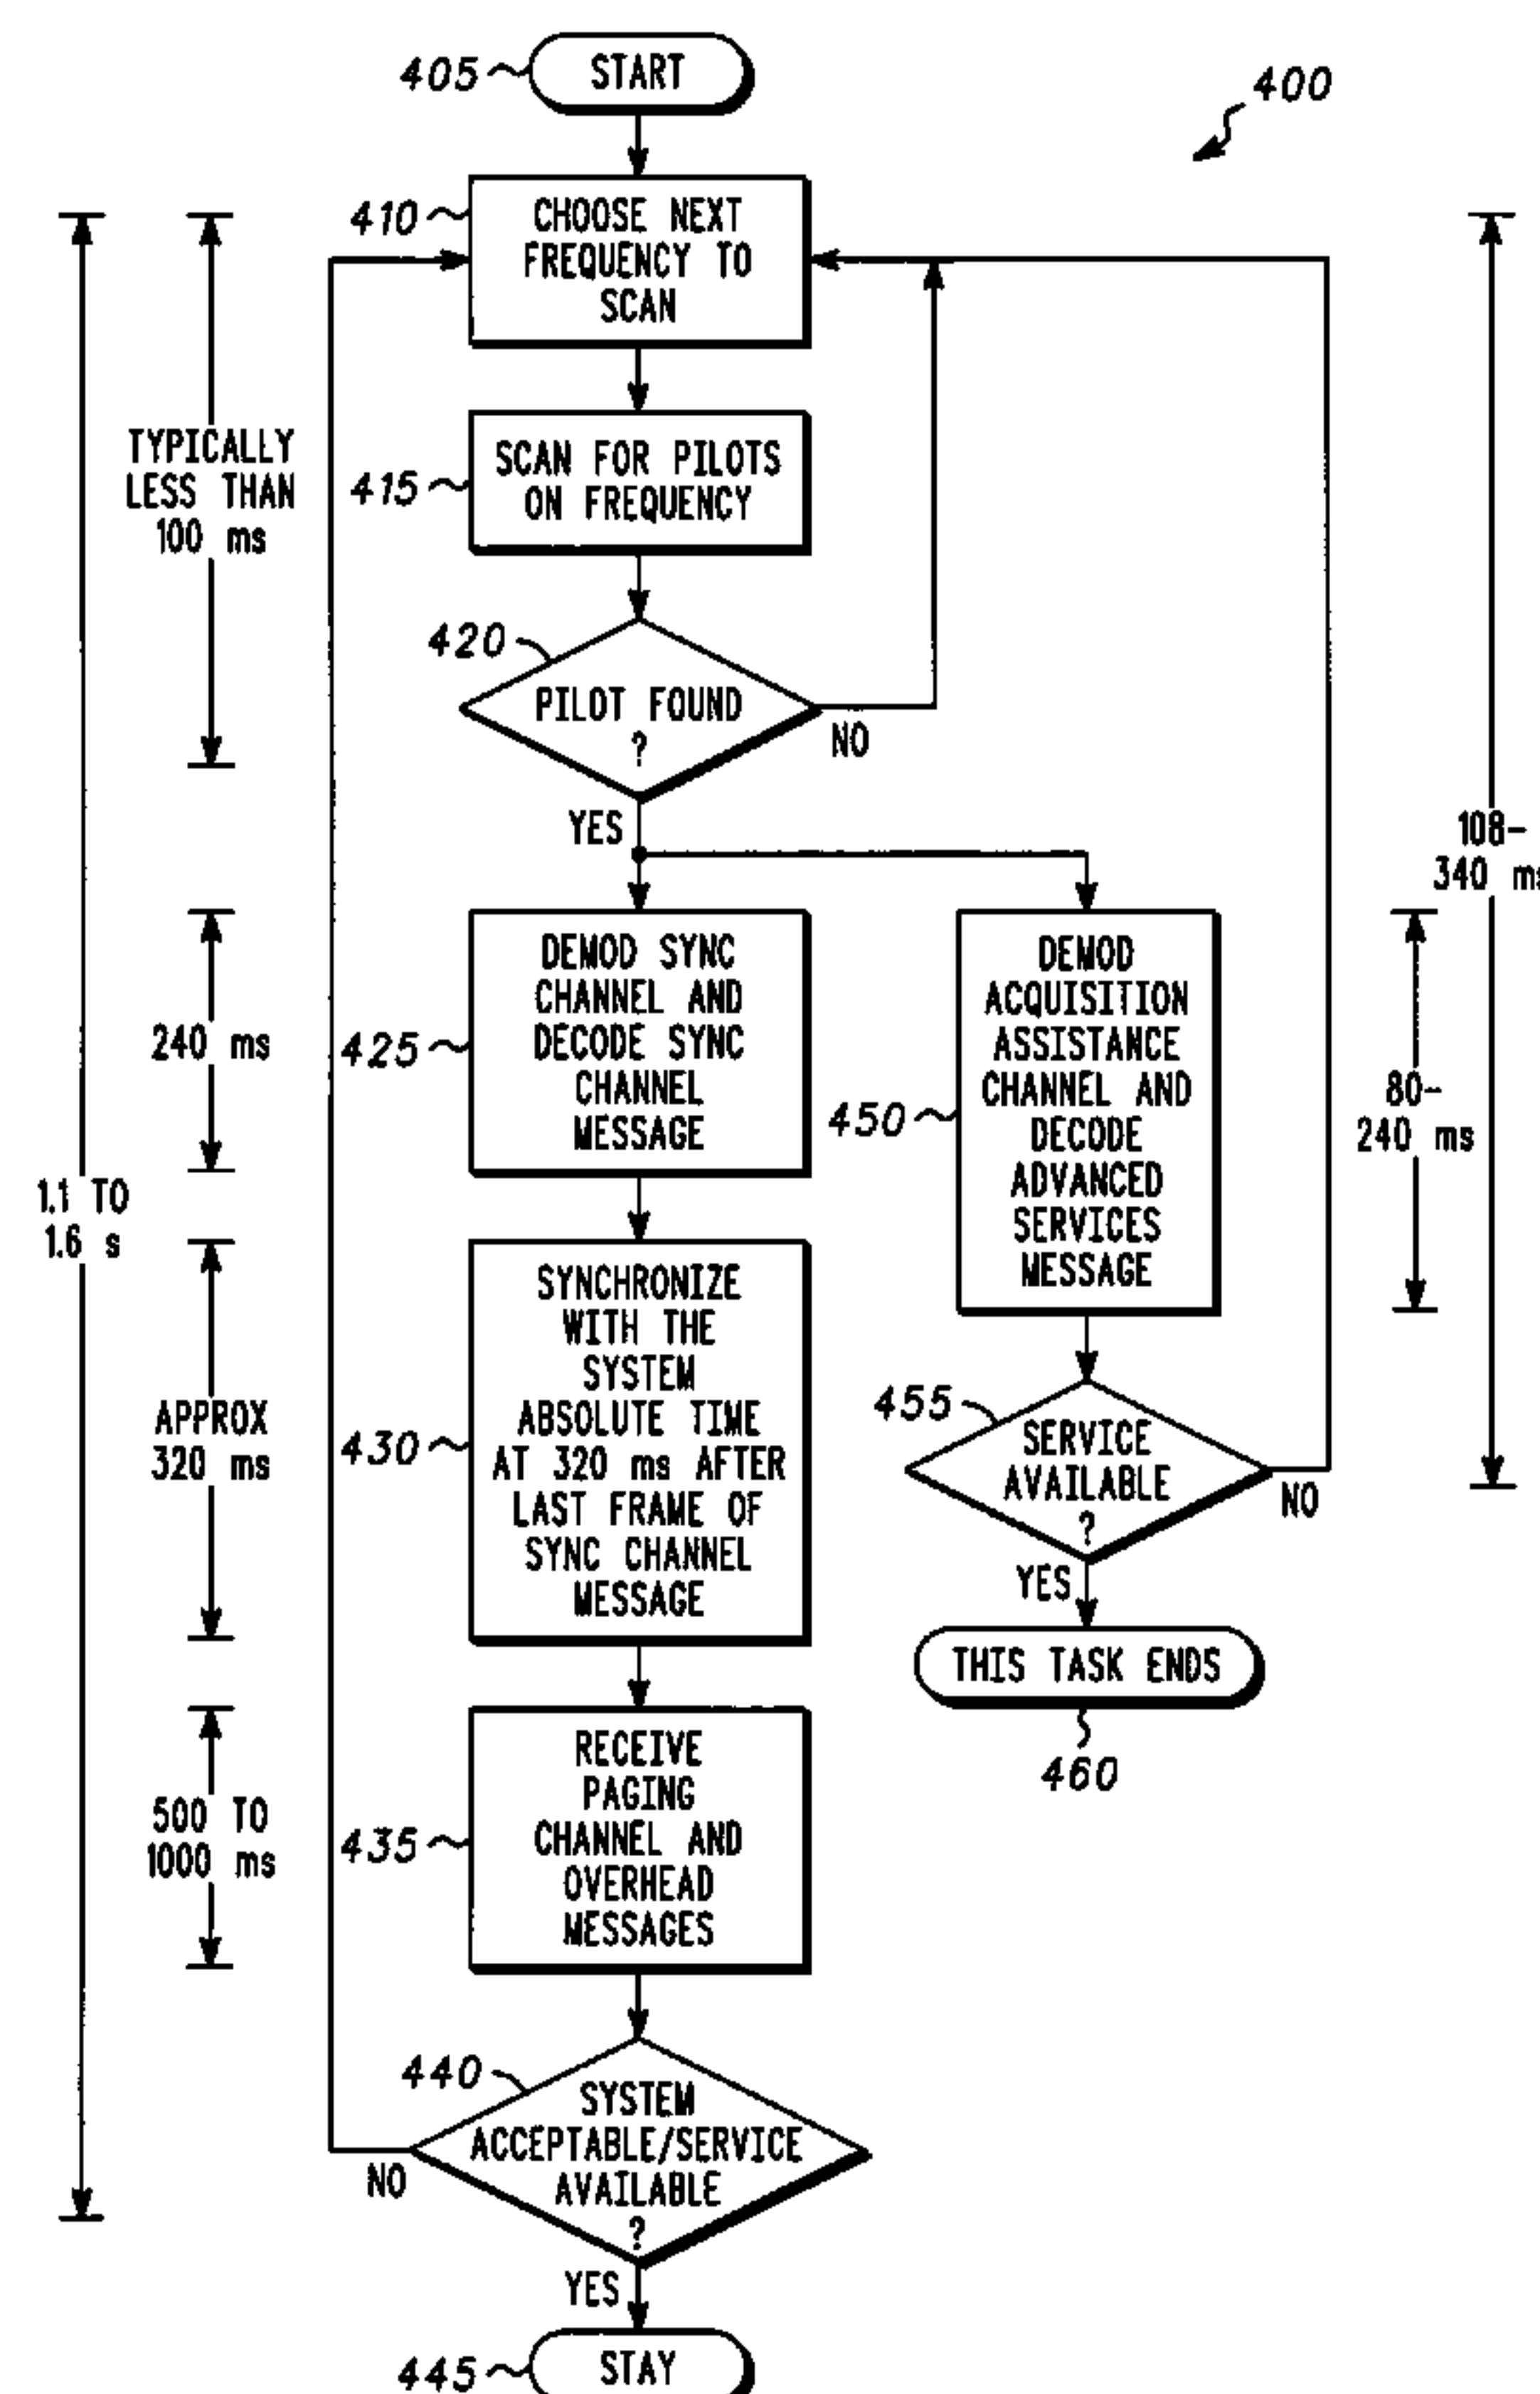 405
START
400
410
CHOOSE NEXT
FREQUENCY TO
SCAN
TYPICALLY
LESS THAN
100 ms
415
SCAN FOR PILOTS
ON FREQUENCY
420
PILOT FOUND
?
NO
YES
108-
340 ms
240 ms
425
DEMOD SYNC
CHANNEL AND
DECODE SYNC
CHANNEL
MESSAGE
450
DEMOD
ACQUISITION
ASSISTANCE
CHANNEL AND
DECODE
ADVANCED
SERVICES
MESSAGE
80-
240 ms
1.1 TO
1.6 s
APPROX
320 ms
430
SYNCHRONIZE
WITH THE
SYSTEM
ABSOLUTE TIME
AT 320 ms AFTER
LAST FRAME OF
SYNC CHANNEL
MESSAGE
455
SERVICE
AVAILABLE
?
NO
YES
THIS TASK ENDS
460
500 TO
1000 ms
435
RECEIVE
PAGING
CHANNEL AND
OVERHEAD
MESSAGES
440
SYSTEM
ACCEPTABLE/SERVICE
AVAILABLE
?
NO
YES
445
STAY